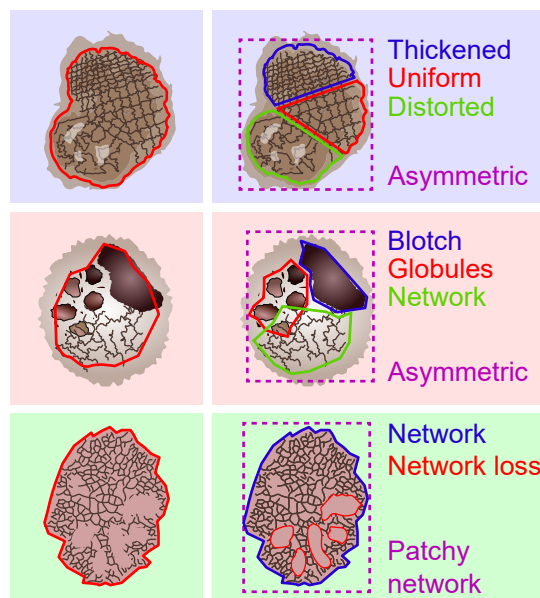 Thickened
Uniform
Distorted
Asymmetric
Blotch
Globules
Network
Asymmetric
Network
Network loss
Patchy
network